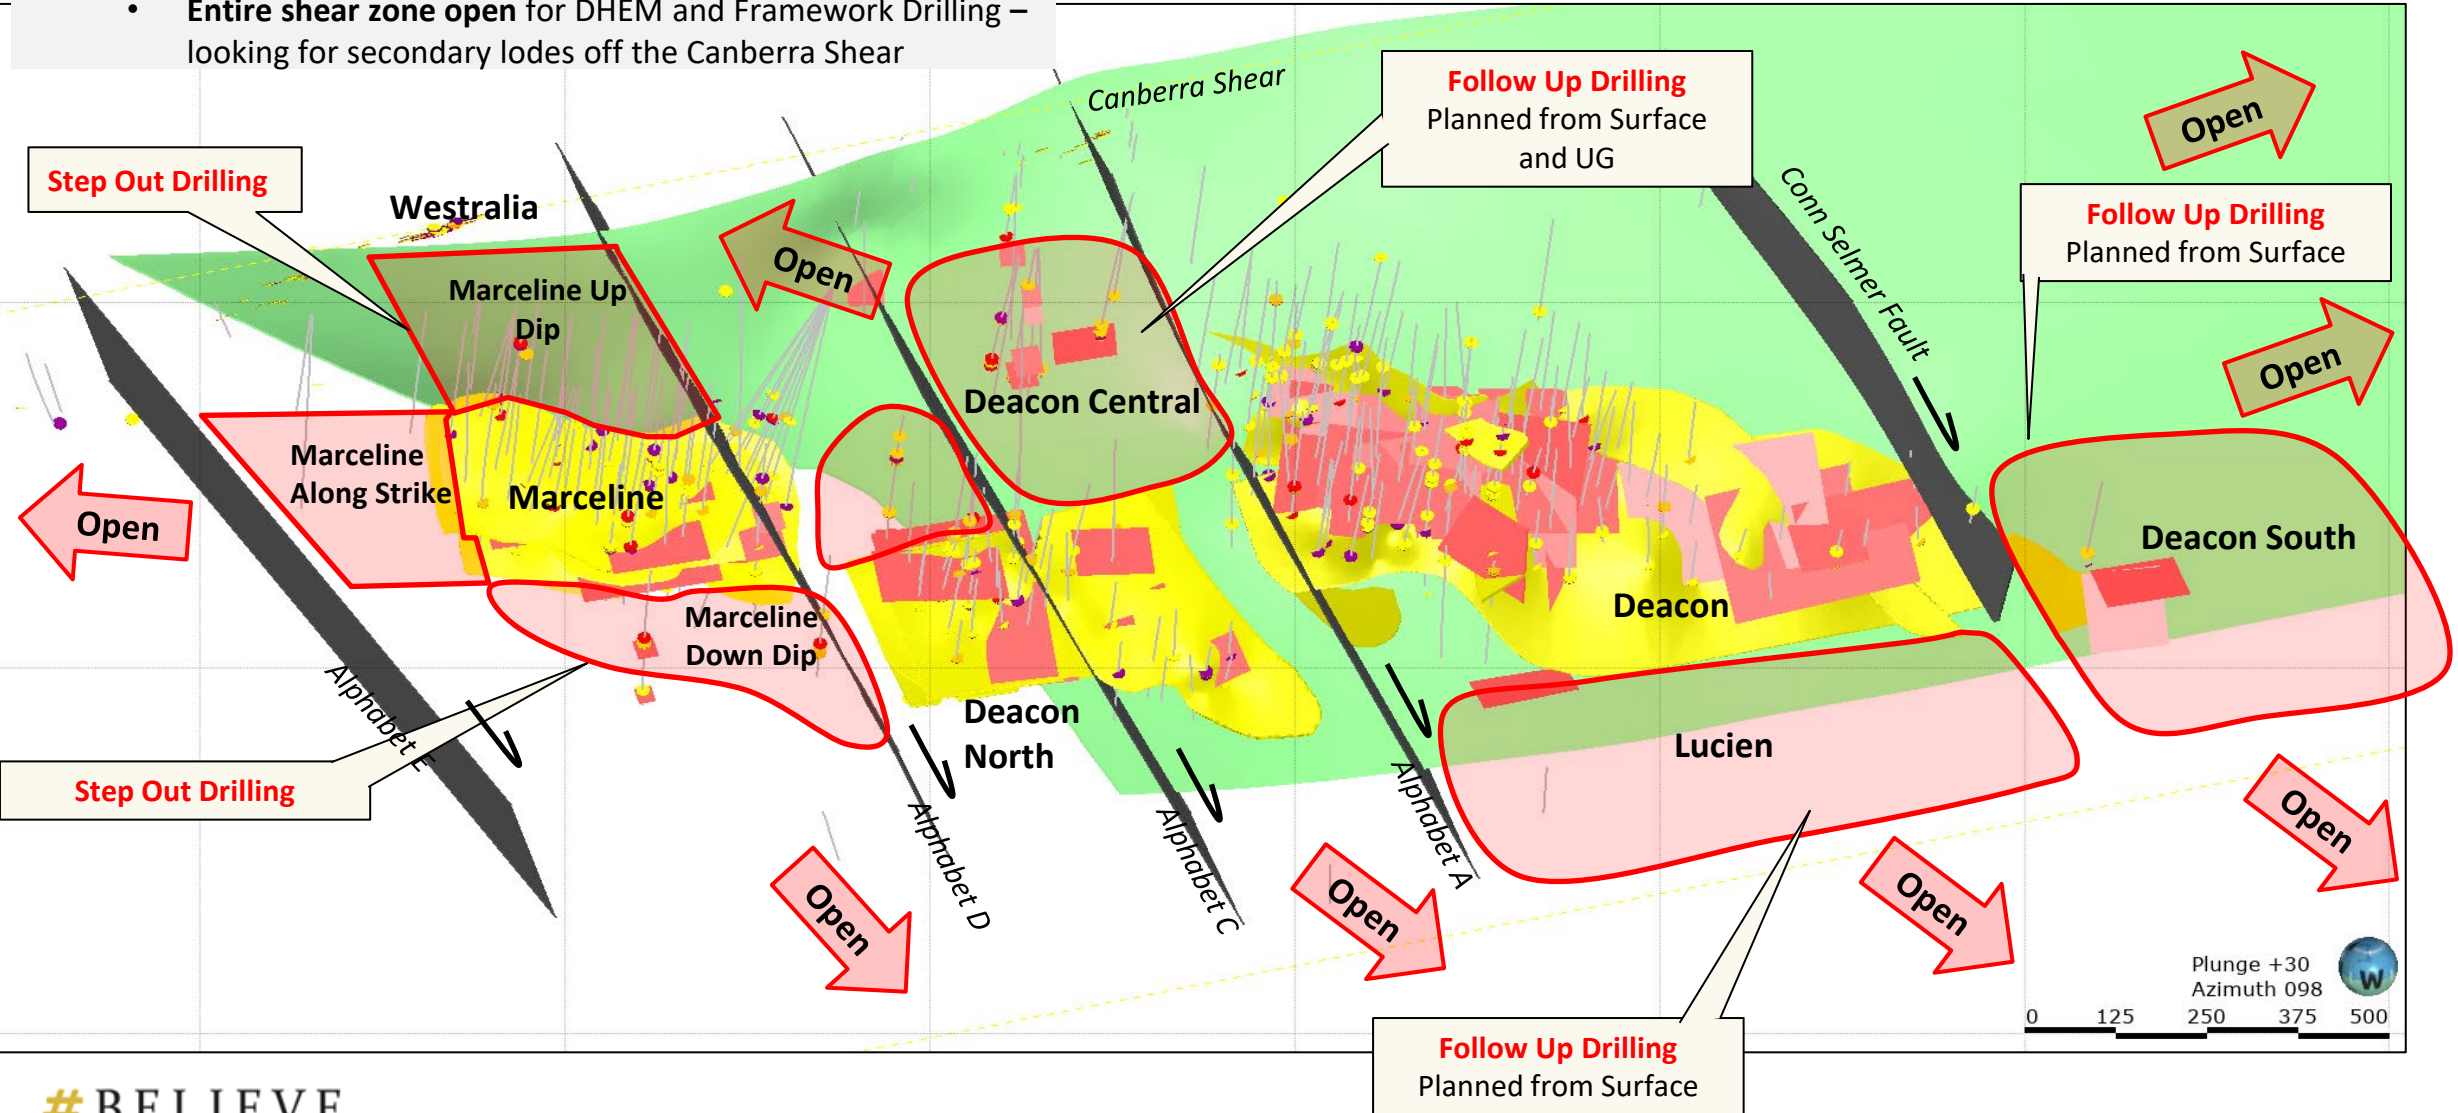 • Entire shear zone open for DHEM and Framework Drilling –
looking for secondary lodes off the Canberra Shear
Canberra Shear
Follow Up Drilling
Planned from Surface
and UG
Open
Step Out Drilling
Westralia
Conn Selmer Fault
Follow Up Drilling
Planned from Surface
Marceline Up
Dip
Open
Open
Deacon Central
Marceline
Along Strike
Marceline
Open
Deacon South
Deacon
Marceline
Down Dip
Alphabet E
Deacon
North
Lucien
Step Out Drilling
Alphabet D
Alphabet C
Alphabet A
Open
Open
Open
Open
Plunge +30
Azimuth 098
W
0 125 250 375 500
Follow Up Drilling
Planned from Surface
#BELIEVE